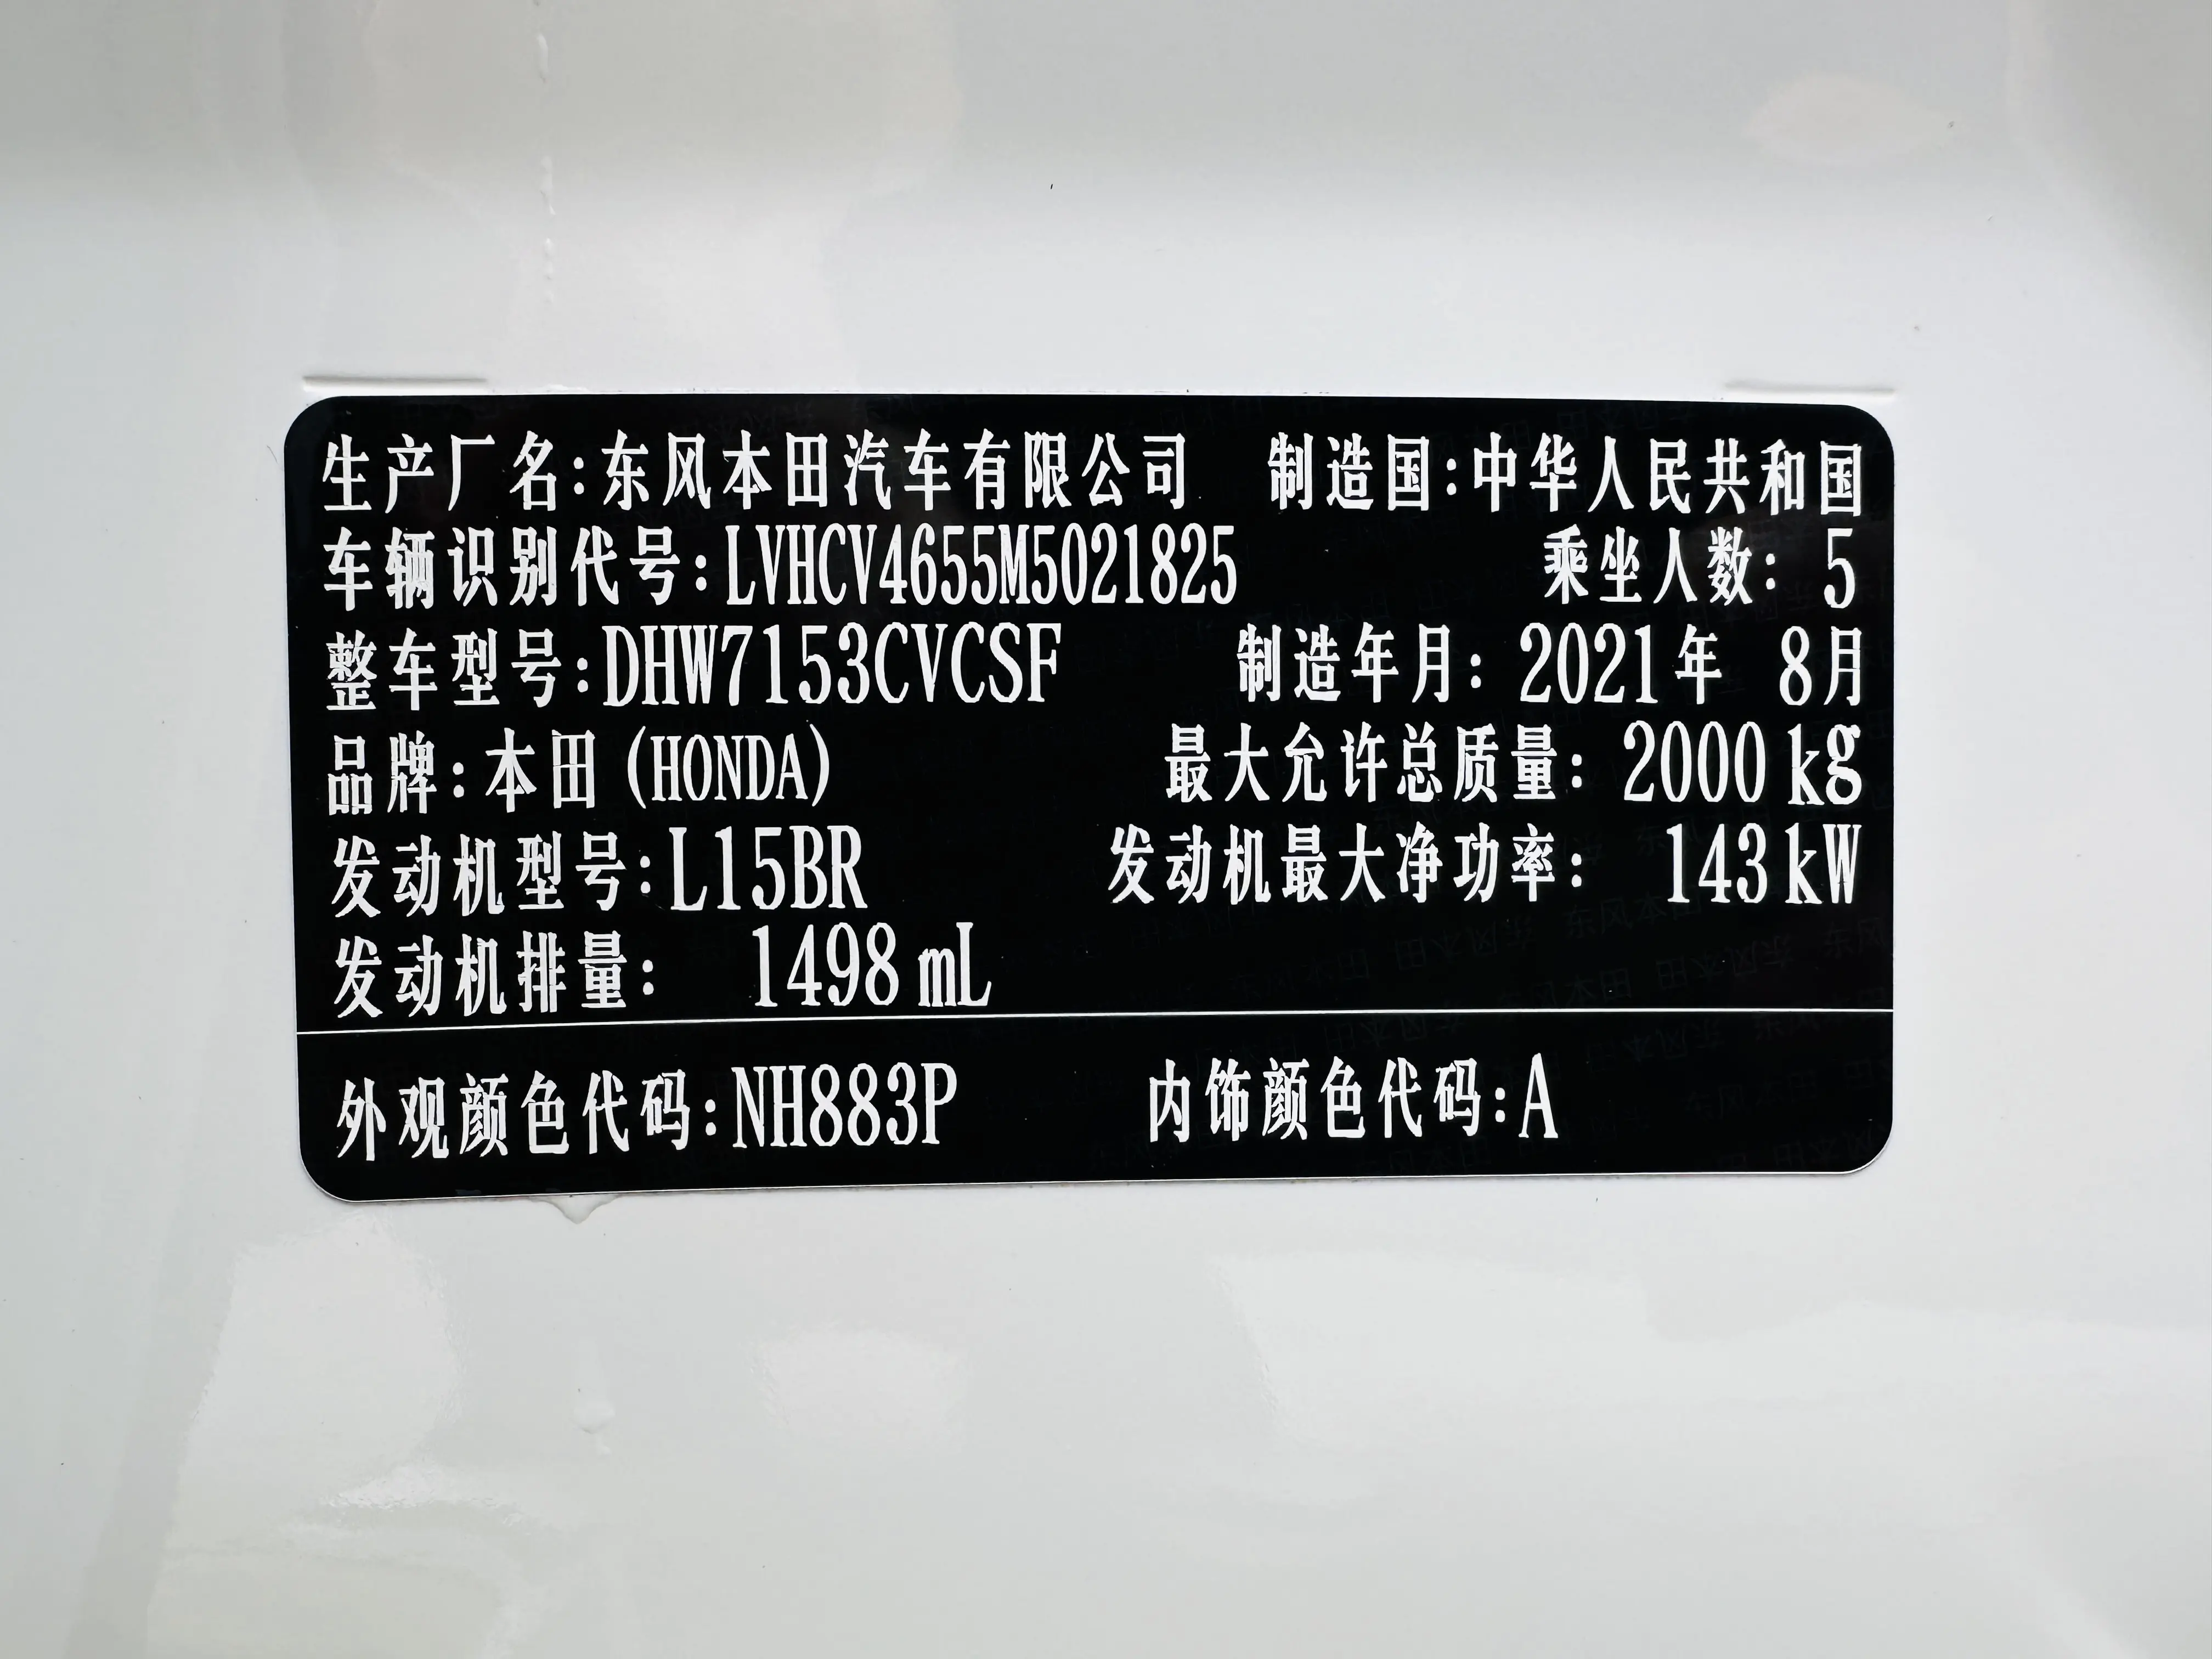 生产厂名:东风本田汽车有限公司 制造国:中华人民共和国
车辆识别代号:LVHCV4655M5021825 乘坐人数: 5
整车型号:DHW7153CVCSF 制造年月: 2021年 8月
品牌:本田(HONDA) 最大允许总质量: 2000 kg
发动机型号:L15BR 发动机最大净功率: 143 kW
发动机排量: 1498 mL
外观颜色代码:NH883P 内饰颜色代码:A